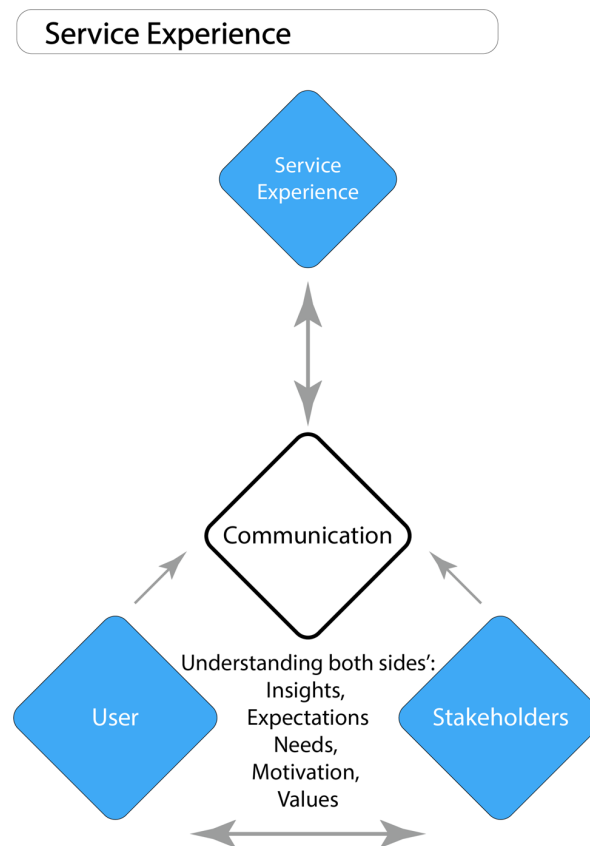 Service Experience
Service
Experience
Communication
Understanding both sides’:
Insights,
Expectations
Needs,
Motivation,
Values
User
Stakeholders